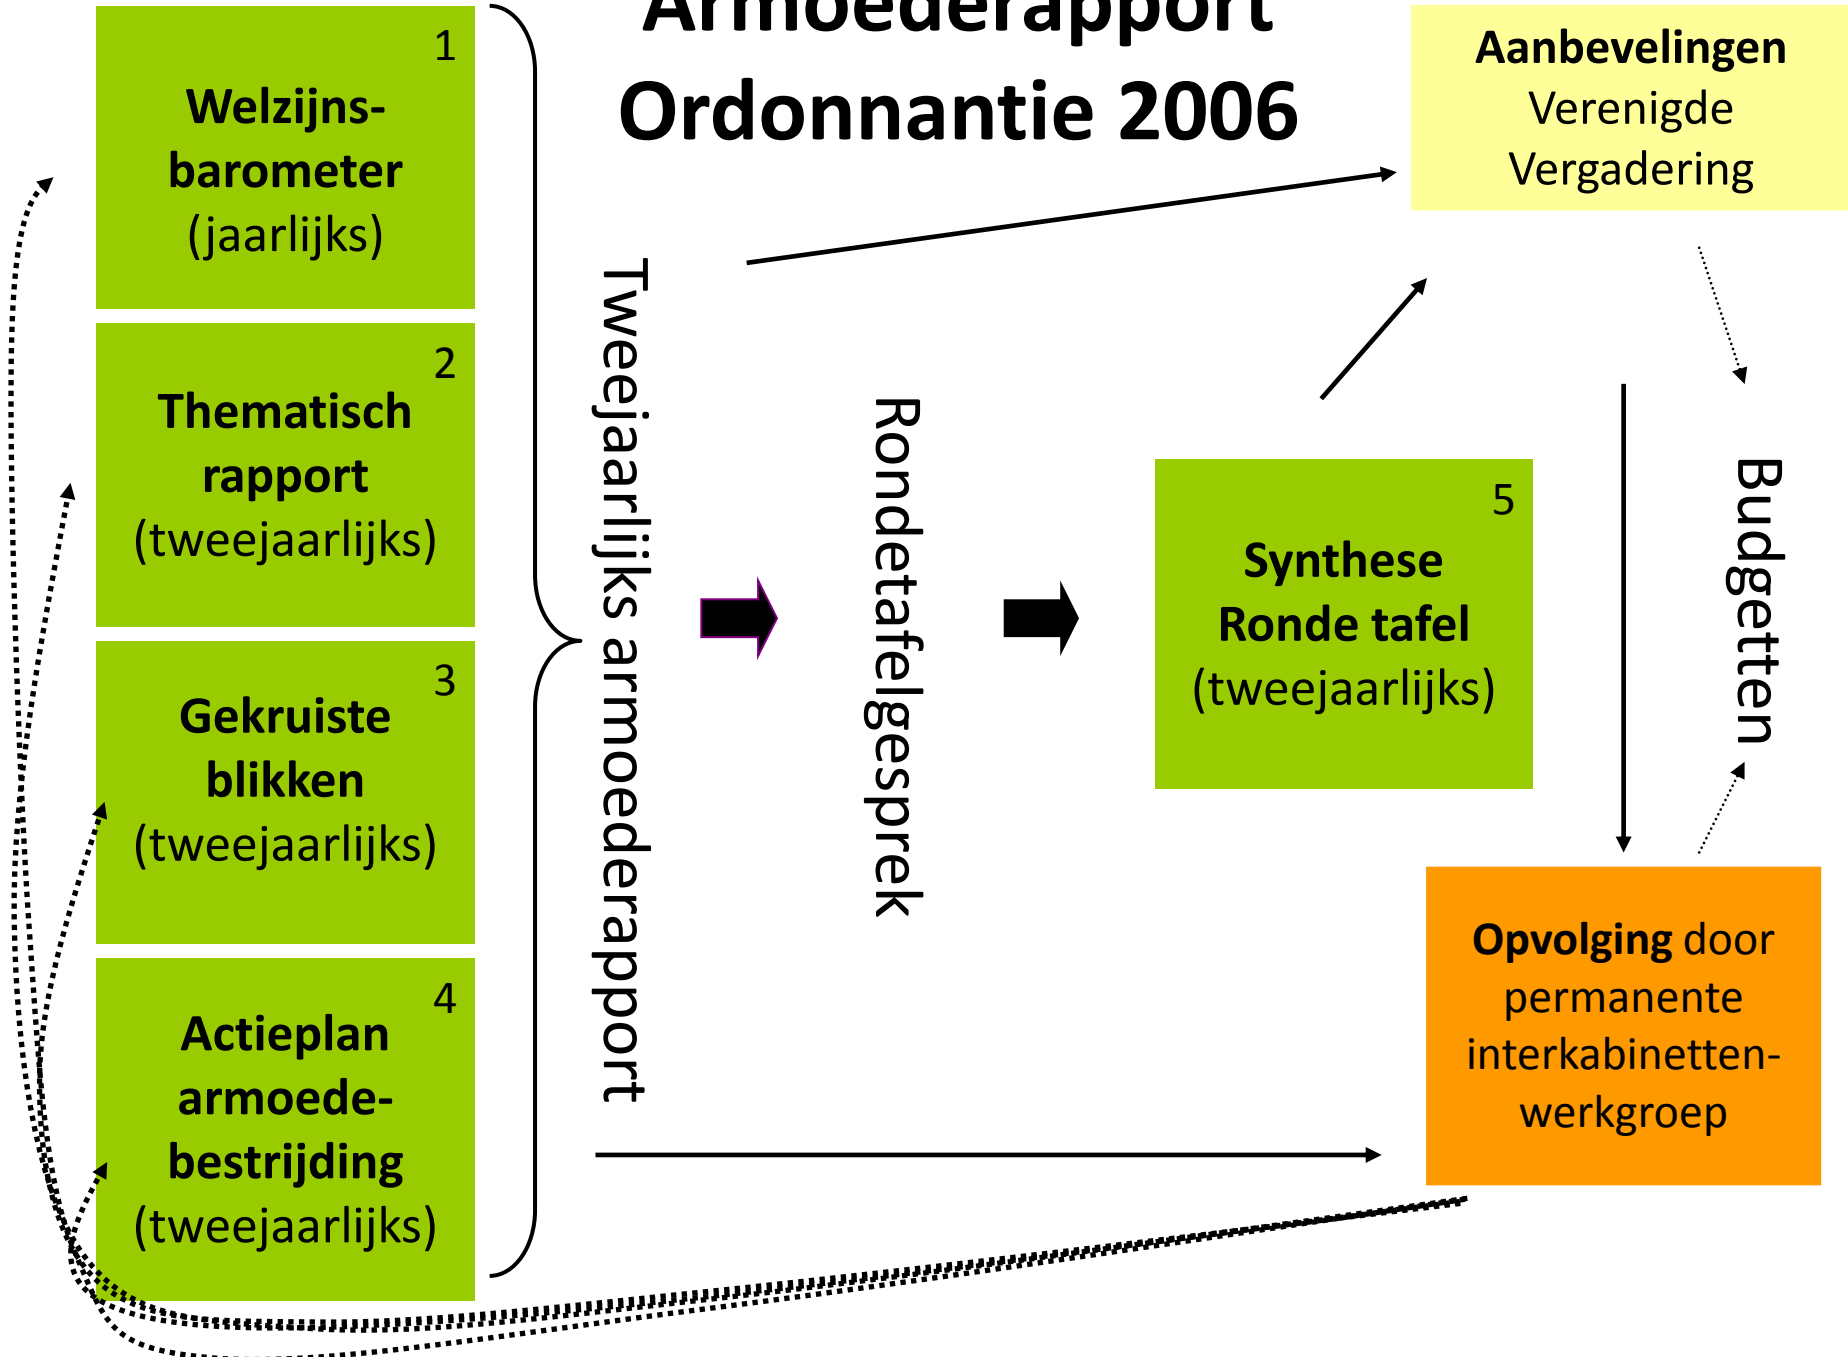 Armoederapport
Ordonnantie 2006
1
Welzijns-
barometer
(jaarlijks)
2
Thematisch
rapport
(tweejaarlijks)
3
Gekruiste
blikken
(tweejaarlijks)
4
Actieplan
armoede-
bestrijding
(tweejaarlijks)
Tweejaarlijks armoederapport
Rondetafelgesprek
5
Synthese
Ronde tafel
(tweejaarlijks)
Aanbevelingen
Verenigde
Vergadering
Budgetten
Opvolging door
permanente
interkabinetten-
werkgroep